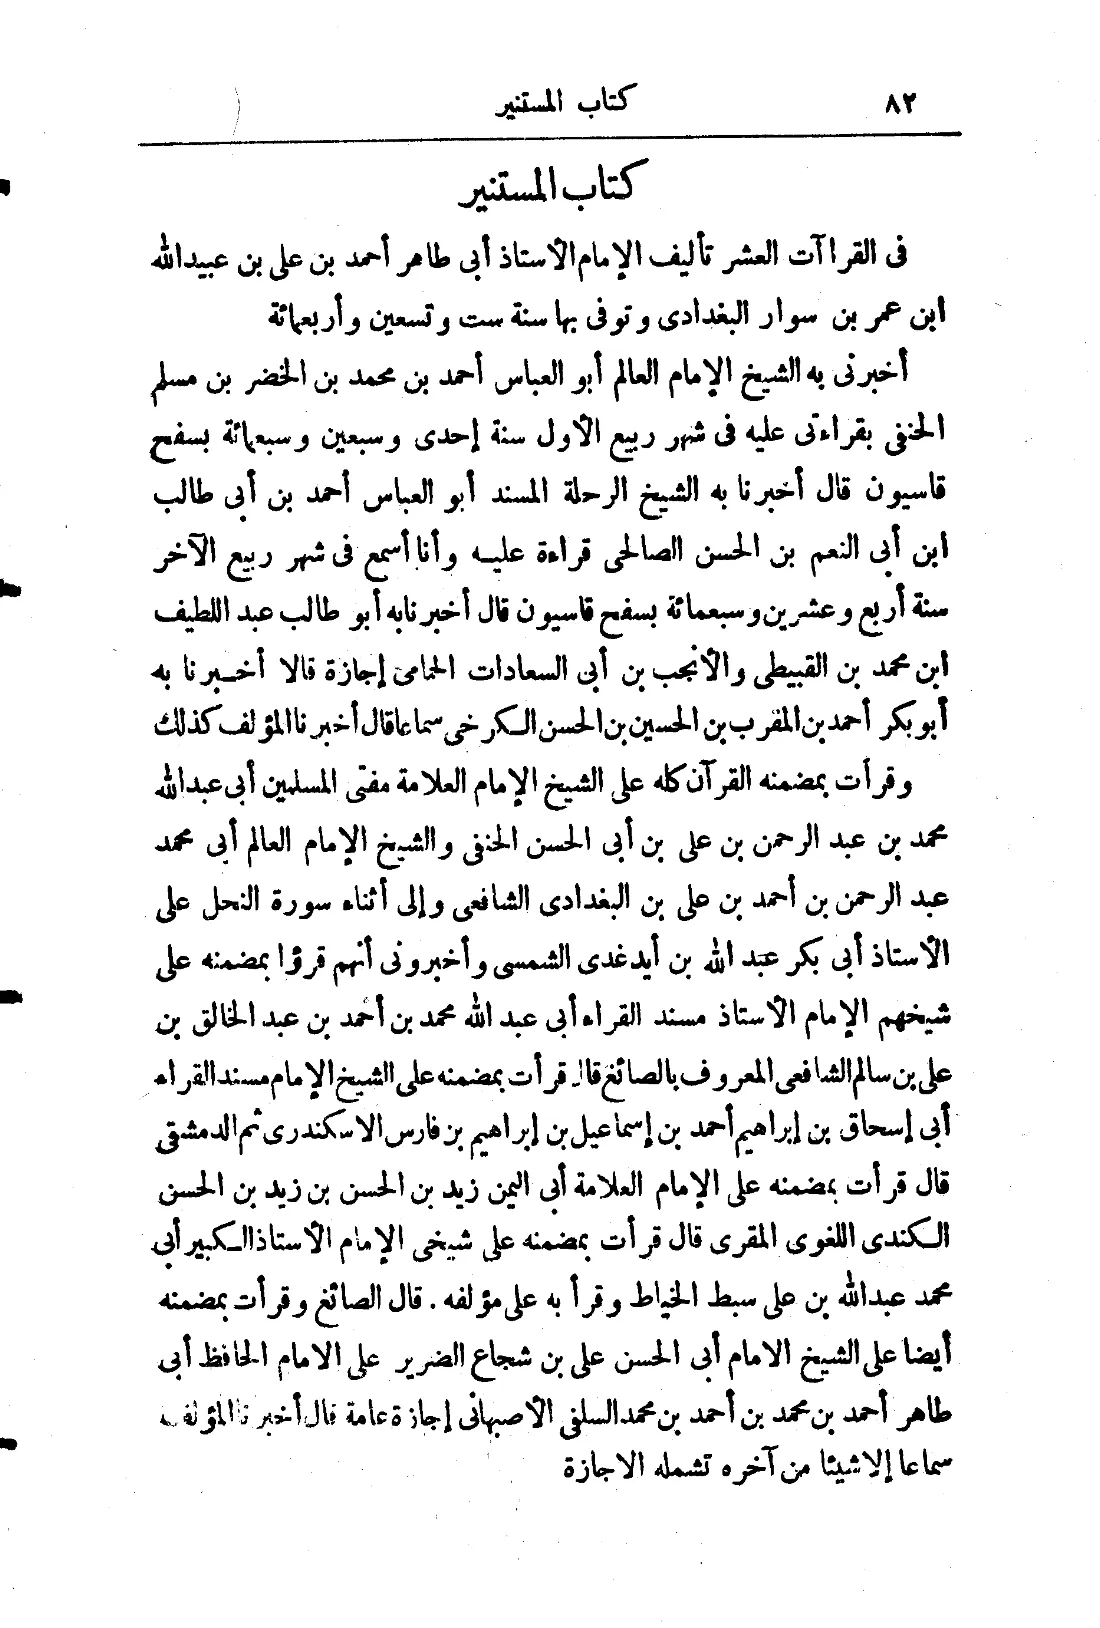 ٨٢ كتاب المستنير
كتاب المستنير
فى القراآت العشر تأليف الإمام الأستاذ أبى طاهر أحمد بن على بن عبيد الله
ابن عمر بن سوار البغدادى وتوفى بها سنة ست وتسعين وأربعمائة
أخبرنى به الشيخ الإمام العالم أبو العباس أحمد بن محمد بن الخضر بن مسلم
الحنفى بقراءتى عليه فى شهر ربيع الأول سنة إحدى وسبعين وسبعمائة بسفح
قاسيون قال أخبرنا به الشيخ الرحلة المسند أبو العباس أحمد بن أبى طالب
ابن أبى النعم بن الحسن الصالحى قراءة عليه وأنا أسمع فى شهر ربيع الآخر
سنة أربع وعشرين وسبعمائة بسفح قاسيون قال أخبرنا به أبو طالب عبد اللطيف
ابن محمد بن القبيطى والأنجب بن أبى السعادات الحمامى إجازة قالا أخبرنا به
أبو بكر أحمد بن المقرب بن الحسين بن الحسن الكرخى سماعا قال أخبرنا المؤلف كذلك
وقرأت بمضمنه القرآن كله على الشيخ الإمام العلامة مفتى المسلمين أبى عبد الله
محمد بن عبد الرحمن بن على بن أبى الحسن الحنفى والشيخ الإمام العالم أبى محمد
عبد الرحمن بن أحمد بن على بن البغدادى الشافعى وإلى أثناء سورة النحل على
الأستاذ أبى بكر عبد الله بن أيدغدى الشمسى وأخبرونى أنهم قرؤا بمضمنه على
شيخهم الإمام الأستاذ مسند القراء أبى عبد الله محمد بن أحمد بن عبد الخالق بن
على بن سالم الشافعى المعروف بالصائغ قال قرأت بمضمنه على الشيخ الإمام مسند القراء
أبى إسحاق بن إبراهيم أحمد بن إسماعيل بن إبراهيم بن فارس الاسكندرى ثم الدمشقى
قال قرأت بمضمنه على الإمام العلامة أبى اليمن زيد بن الحسن بن زيد بن الحسن
الكندى اللغوى المقرى قال قرأت بمضمنه على شيخى الإمام الأستاذ الكبير أبى
محمد عبد الله بن على سبط الخياط وقرأ به على مؤلفه . قال الصائغ وقرأت بمضمنه
أيضا على الشيخ الامام أبى الحسن على بن شجاع الضرير على الامام الحافظ أبى
طاهر أحمد بن محمد بن أحمد بن محمد السلفى الأصبهانى إجازة عامة قال أخبرنا المؤلف
سماعا إلا شيئا من آخره تشمله الاجازة